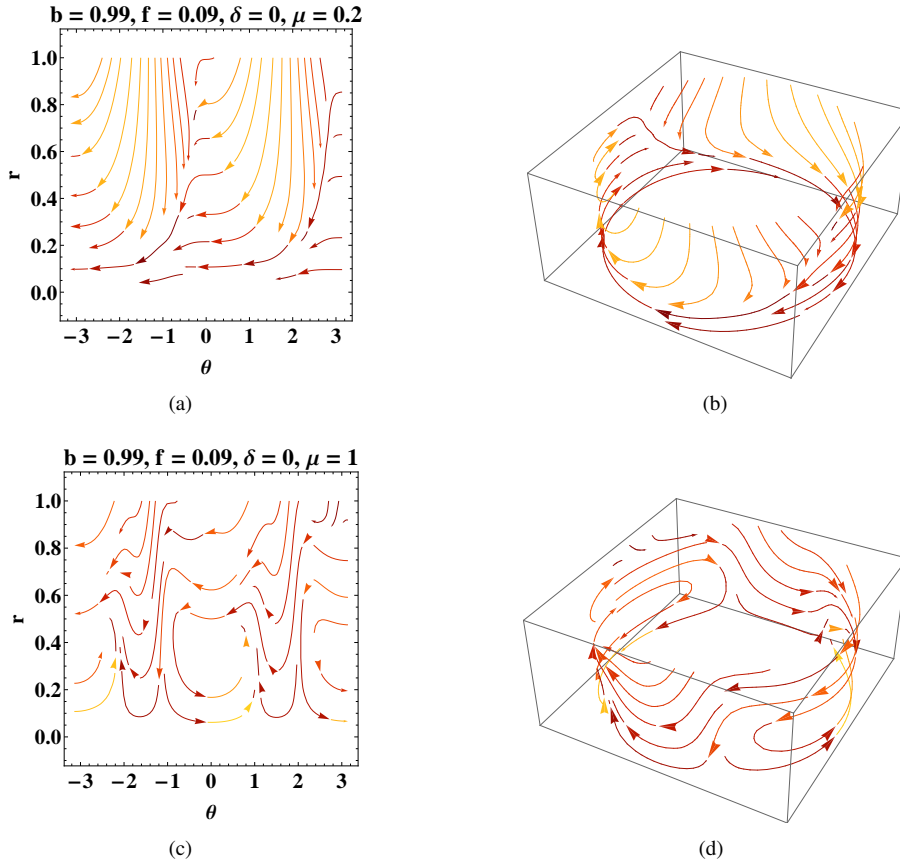 b = 0.99, f = 0.09, δ = 0, μ = 0.2
1.0
0.8
0.6
r
0.4
0.2
0.0
−3 −2 −1 0 1 2 3
θ
(a)
(b)
b = 0.99, f = 0.09, δ = 0, μ = 1
1.0
0.8
0.6
r
0.4
0.2
0.0
−3 −2 −1 0 1 2 3
θ
(c)
(d)